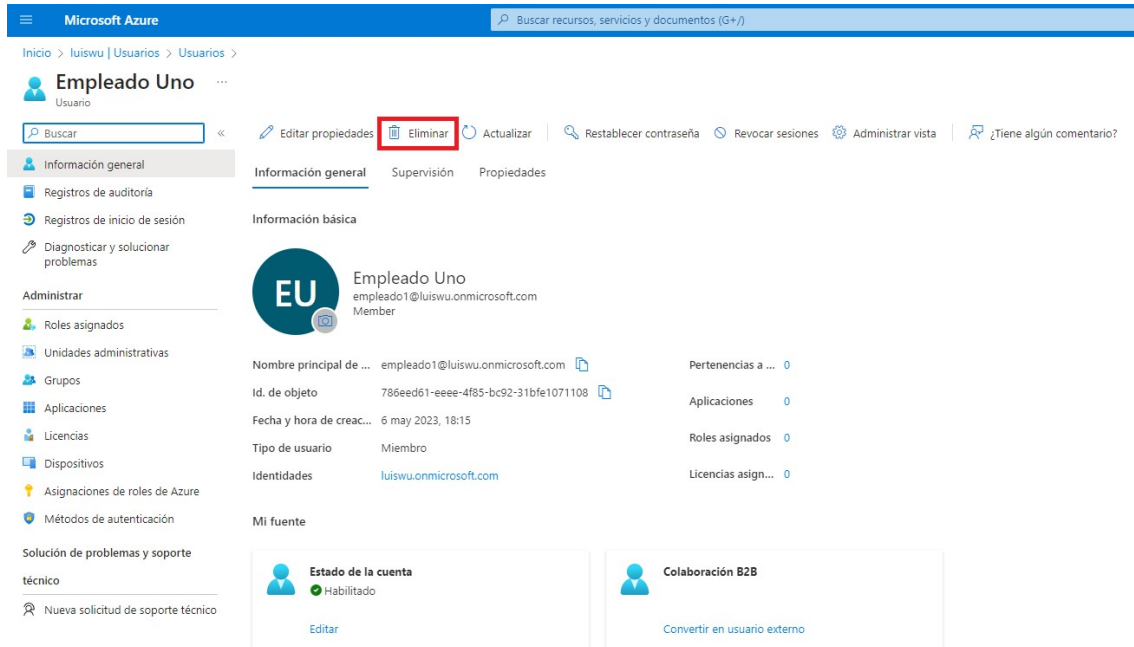 Microsoft Azure
Buscar recursos, servicios y documentos (G+/)
Inicio > luiswu | Usuarios > Usuarios >
Empleado Uno ...
Usuario
Buscar
«
Editar propiedades
Eliminar
Actualizar
Restablecer contraseña
Revocar sesiones
Administrar vista
¿Tiene algún comentario?
Información general
Registros de auditoría
Registros de inicio de sesión
Diagnosticar y solucionar
problemas
Administrar
Roles asignados
Unidades administrativas
Grupos
Aplicaciones
Licencias
Dispositivos
Asignaciones de roles de Azure
Métodos de autenticación
Solución de problemas y soporte
técnico
Nueva solicitud de soporte técnico
Información general
Supervisión
Propiedades
Información básica
EU
Empleado Uno
empleado1@luiswu.onmicrosoft.com
Member
Nombre principal de ... empleado1@luiswu.onmicrosoft.com
Id. de objeto 786eed61-eeee-4f85-bc92-31bfe1071108
Fecha y hora de creac... 6 may 2023, 18:15
Tipo de usuario Miembro
Identidades luiswu.onmicrosoft.com
Pertenencias a ... 0
Aplicaciones 0
Roles asignados 0
Licencias asign... 0
Mi fuente
Estado de la cuenta
Habilitado
Editar
Colaboración B2B
Convertir en usuario externo